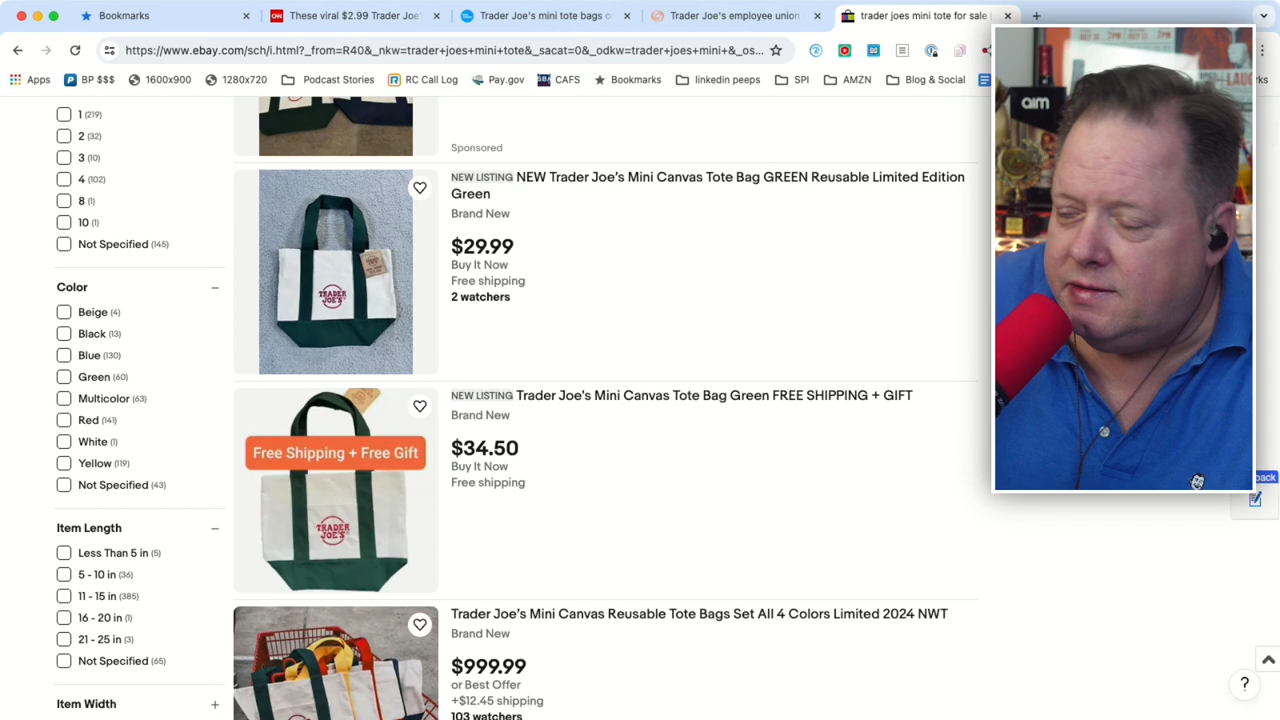 Bookmarks
These viral $2.99 Trader Joe'
Trader Joe's mini tote bags o
Trader Joe's employee union
trader joes mini tote for sale
https://www.ebay.com/sch/i.html?_from=R40&_nkw=trader+joes+mini+tote&_sacat=0&_odkw=trader+joes+mini+&_os...
Apps
BP $$$
1600x900
1280x720
Podcast Stories
RC Call Log
Pay.gov
SBA CAFS
Bookmarks
linkedin peeps
SPI
AMZN
Blog & Social
ks
aim
LAUG
1 (219)
2 (32)
3 (10)
4 (102)
8 (1)
10 (1)
Not Specified (145)
Color
Beige (4)
Black (13)
Blue (130)
Green (60)
Multicolor (63)
Red (141)
White (1)
Yellow (119)
Not Specified (43)
Item Length
Less Than 5 in (5)
5 - 10 in (36)
11 - 15 in (385)
16 - 20 in (1)
21 - 25 in (3)
Not Specified (65)
Item Width
Sponsored
TRADER
JOE'S
NEW LISTING NEW Trader Joe's Mini Canvas Tote Bag GREEN Reusable Limited Edition
Green
Brand New
$29.99
Buy It Now
Free shipping
2 watchers
Free Shipping + Free Gift
TRADER
JOE'S
NEW LISTING Trader Joe's Mini Canvas Tote Bag Green FREE SHIPPING + GIFT
Brand New
$34.50
Buy It Now
Free shipping
Trader Joe's Mini Canvas Reusable Tote Bags Set All 4 Colors Limited 2024 NWT
Brand New
$999.99
or Best Offer
+$12.45 shipping
103 watchers
back
?